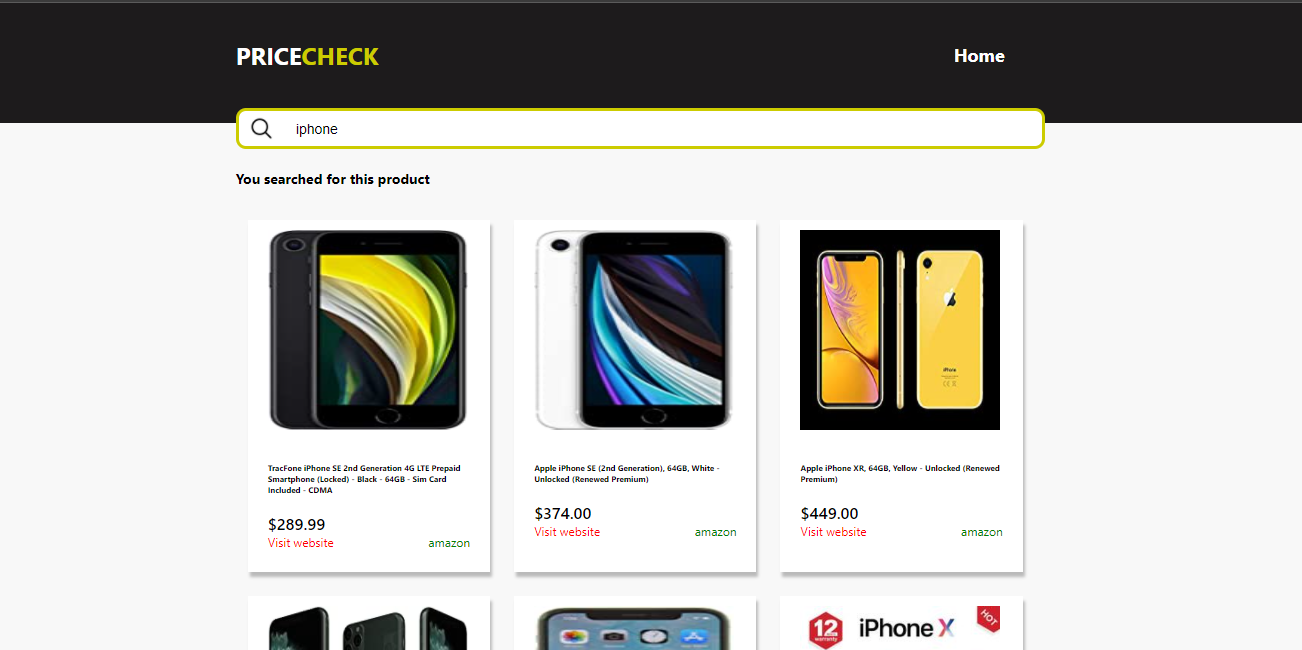 PRICECHECK
Home
iphone
You searched for this product
TracFone iPhone SE 2nd Generation 4G LTE Prepaid
Smartphone (Locked) - Black - 64GB - Sim Card
Included - CDMA
$289.99
Visit website
amazon
Apple iPhone SE (2nd Generation), 64GB, White -
Unlocked (Renewed Premium)
$374.00
Visit website
amazon
Apple iPhone XR, 64GB, Yellow - Unlocked (Renewed
Premium)
$449.00
Visit website
amazon
iPhone
12
warranty
iPhone X
HOT